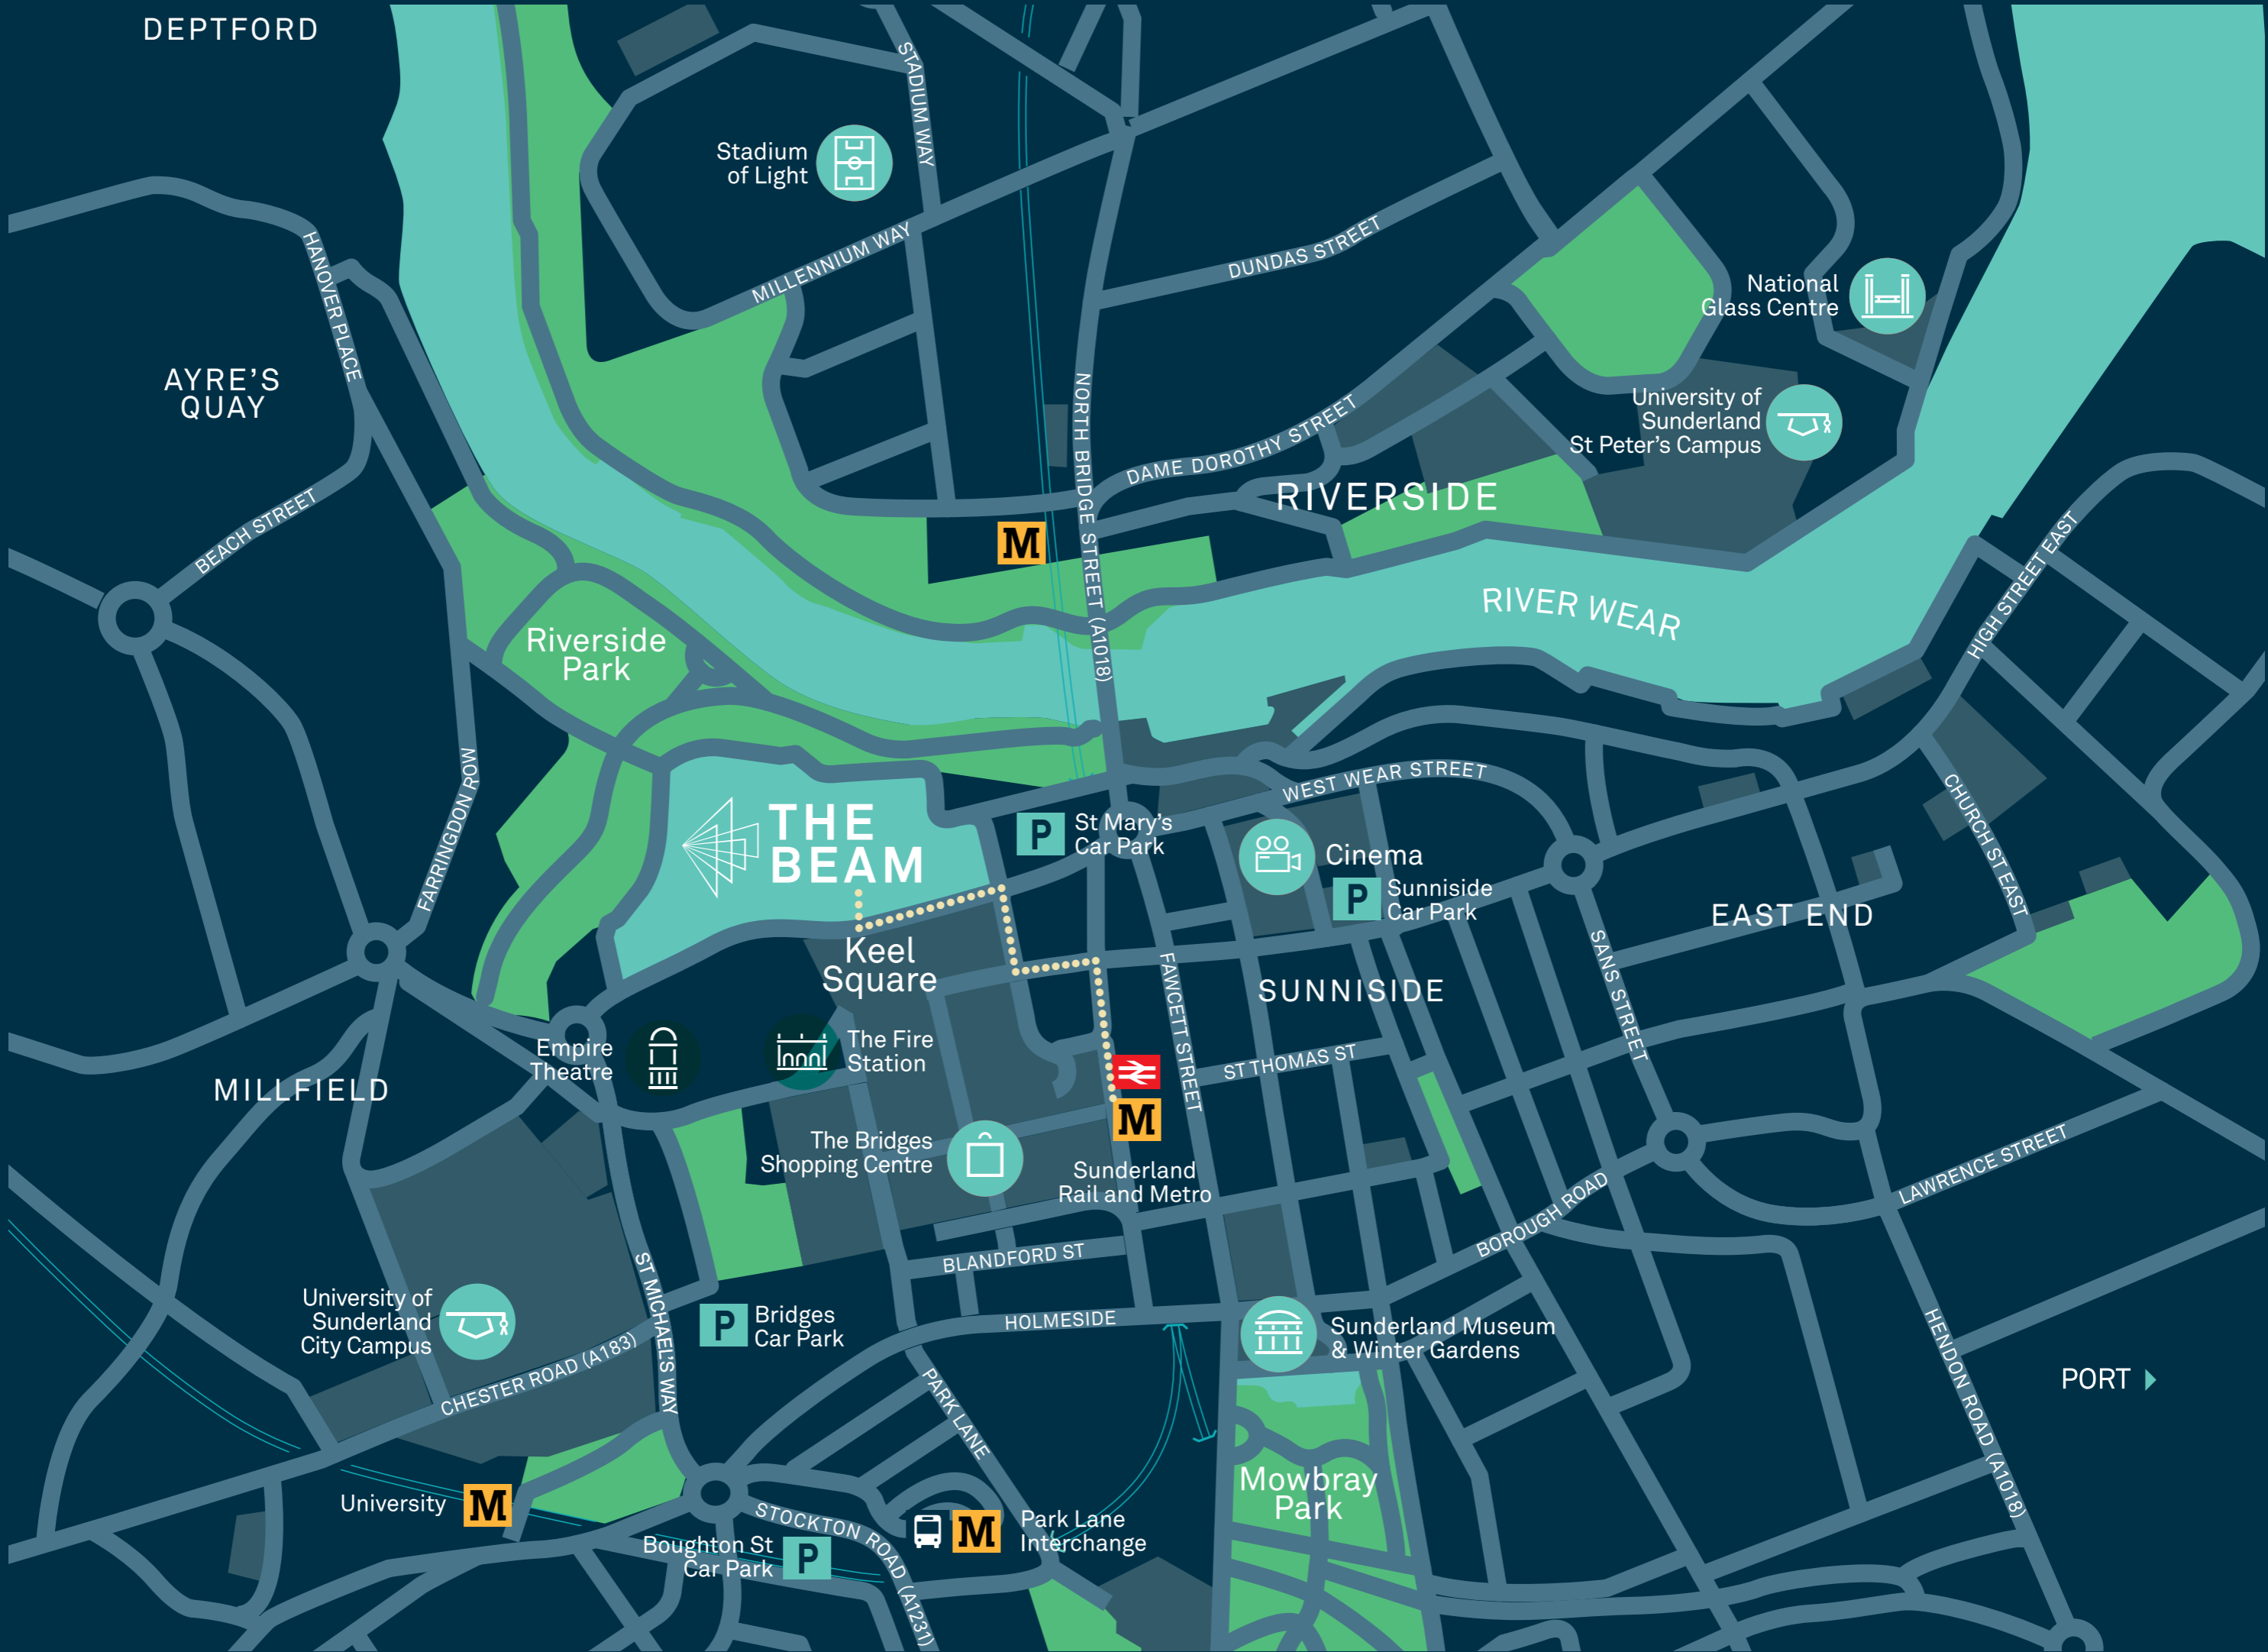 DEPTFORD
STADIUM WAY
Stadium
of Light
MILLENNIUM WAY
DUNDAS STREET
HANOVER PLACE
National
Glass Centre
AYRE'S
QUAY
NORTH BRIDGE STREET (A1018)
DAME DOROTHY STREET
University of
Sunderland
St Peter's Campus
RIVERSIDE
BEACH STREET
M
HIGH STREET EAST
RIVER WEAR
Riverside
Park
FARRINGDON ROW
WEST WEAR STREET
CHURCH ST EAST
THE
BEAM
P
St Mary's
Car Park
Cinema
P
Sunniside
Car Park
EAST END
Keel
Square
SANS STREET
FAWCETT STREET
SUNNISIDE
Empire
Theatre
The Fire
Station
ST THOMAS ST
MILLFIELD
M
The Bridges
Shopping Centre
Sunderland
Rail and Metro
LAWRENCE STREET
BOROUGH ROAD
BLANDFORD ST
ST MICHAEL'S WAY
University of
Sunderland
City Campus
P
Bridges
Car Park
HOLMESIDE
Sunderland Museum
& Winter Gardens
HENDON ROAD (A1018)
CHESTER ROAD (A183)
PARK LANE
PORT
Mowbray
Park
University
M
STOCKTON ROAD (A1231)
M
Park Lane
Interchange
Boughton St
Car Park
P